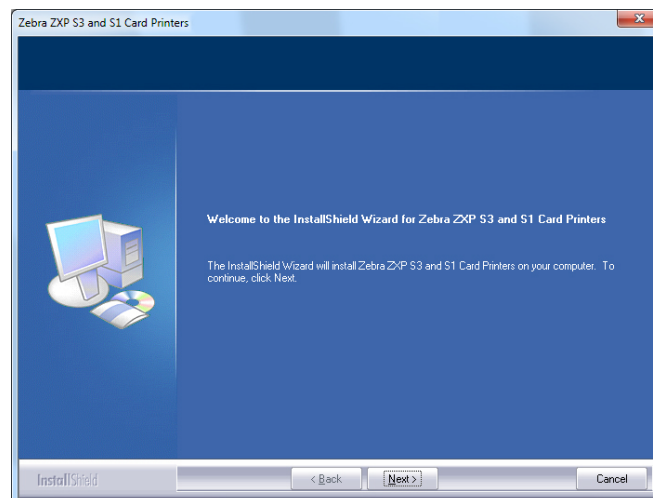 Zebra ZXP S3 and S1 Card Printers
Welcome to the InstallShield Wizard for Zebra ZXP S3 and S1 Card Printers
The InstallShield Wizard will install Zebra ZXP S3 and S1 Card Printers on your computer. To
continue, click Next.
InstallShield
< Back
Next >
Cancel